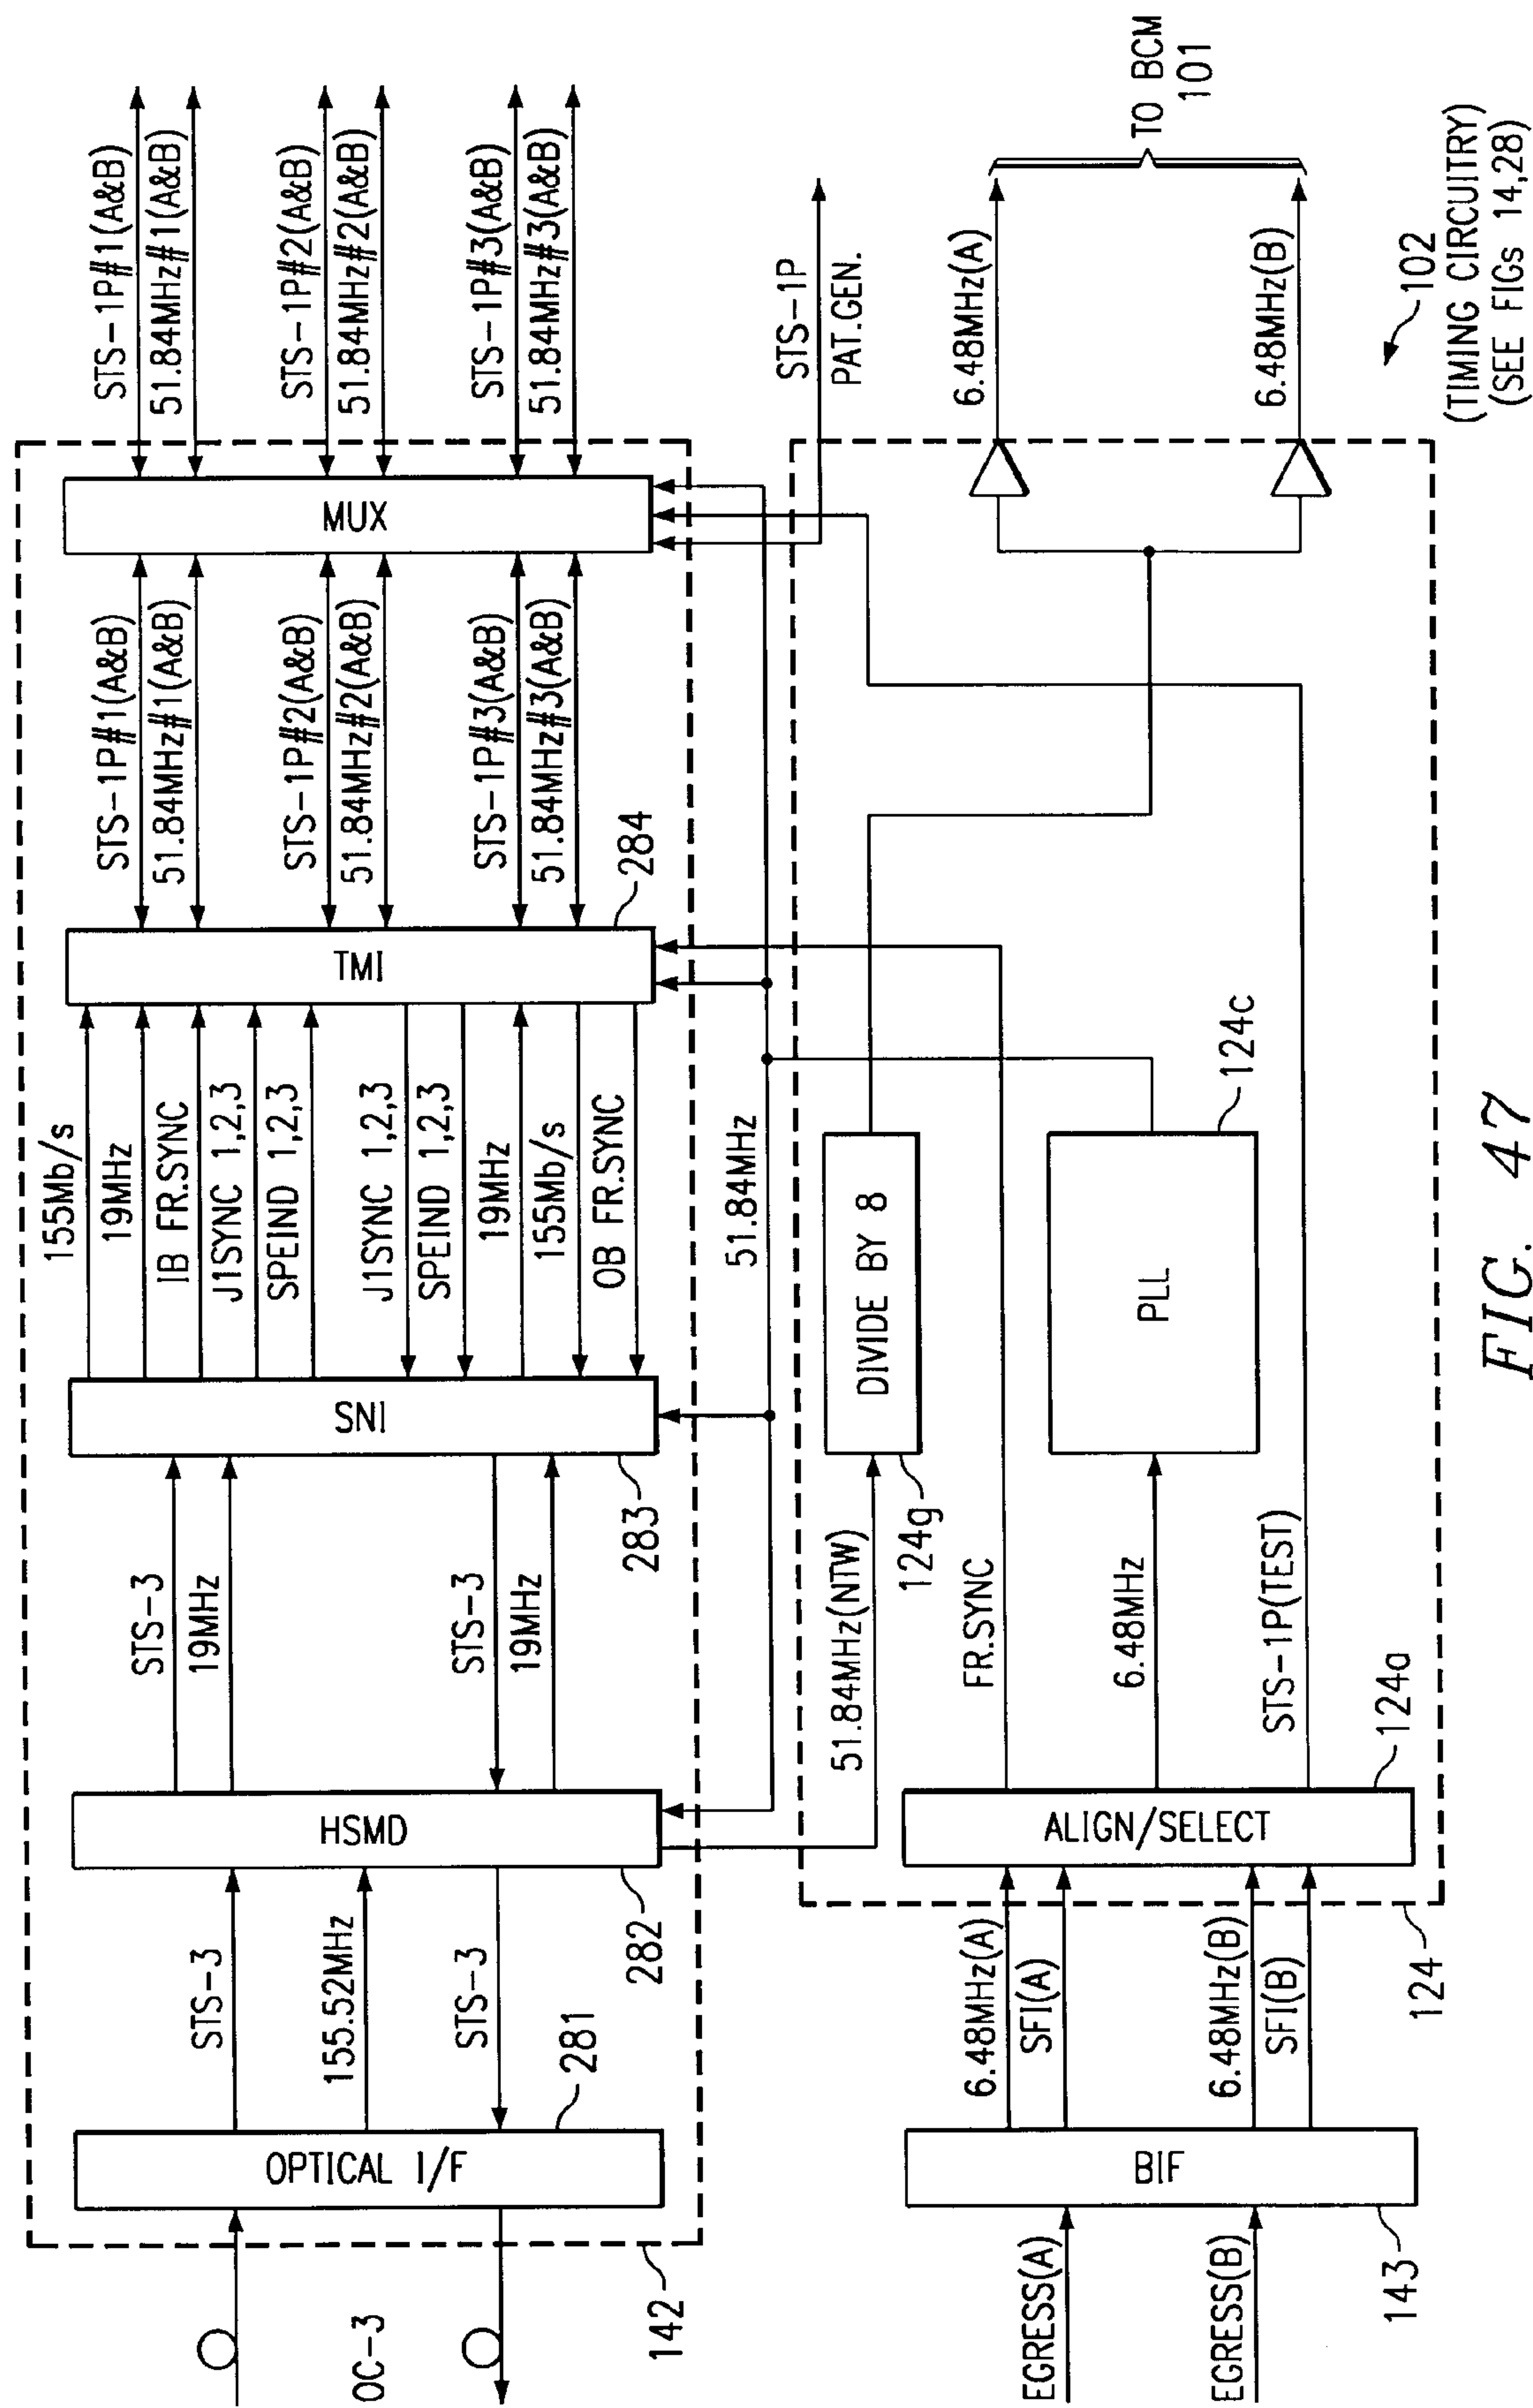 OC-3
142
OPTICAL I/F
281
STS-3
155.52MHz
STS-3
HSMD
282
STS-3
19MHz
STS-3
19MHz
SNI
283
155Mb/s
19MHz
IB FR.SYNC
J1SYNC 1,2,3
SPEIND 1,2,3
J1SYNC 1,2,3
SPEIND 1,2,3
19MHz
155Mb/s
OB FR.SYNC
TMI
284
STS-1P#1(A&B)
51.84MHz#1(A&B)
STS-1P#2(A&B)
51.84MHz#2(A&B)
STS-1P#3(A&B)
51.84MHz#3(A&B)
MUX
STS-1P#1(A&B)
51.84MHz#1(A&B)
STS-1P#2(A&B)
51.84MHz#2(A&B)
STS-1P#3(A&B)
51.84MHz#3(A&B)
51.84MHz
STS-1P
PAT.GEN.
EGRESS(A)
EGRESS(B)
BIF
143
6.48MHz(A)
SFI(A)
6.48MHz(B)
SFI(B)
124
ALIGN/SELECT
124a
51.84MHz(NTW)
124g
DIVIDE BY 8
FR.SYNC
6.48MHz
STS-1P(TEST)
PLL
124c
6.48MHz(A)
6.48MHz(B)
TO BCM
101
102
(TIMING CIRCUITRY)
(SEE FIGs 14,28)
FIG. 47